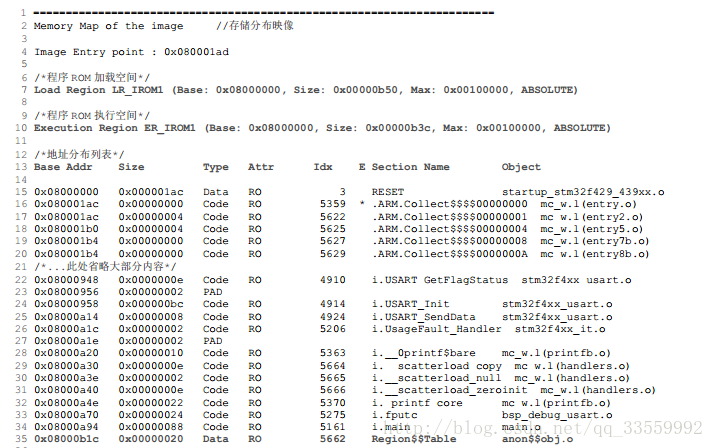 1 ======================================================================
2 Memory Map of the image //存储分布映像
3
4 Image Entry point : 0x080001ad
5
6 /*程序 ROM 加载空间*/
7 Load Region LR_IROM1 (Base: 0x08000000, Size: 0x00000b50, Max: 0x00100000, ABSOLUTE)
8
9 /*程序 ROM 执行空间*/
10 Execution Region ER_IROM1 (Base: 0x08000000, Size: 0x00000b3c, Max: 0x00100000, ABSOLUTE)
11
12 /*地址分布列表*/
13 Base Addr Size Type Attr Idx E Section Name Object
14
15 0x08000000 0x000001ac Data RO 3 RESET startup_stm32f429_439xx.o
16 0x080001ac 0x00000000 Code RO 5359 * .ARM.Collect$$$$00000000 mc_w.l(entry.o)
17 0x080001ac 0x00000004 Code RO 5622 .ARM.Collect$$$$00000001 mc_w.l(entry2.o)
18 0x080001b0 0x00000004 Code RO 5625 .ARM.Collect$$$$00000004 mc_w.l(entry5.o)
19 0x080001b4 0x00000000 Code RO 5627 .ARM.Collect$$$$00000008 mc_w.l(entry7b.o)
20 0x080001b4 0x00000000 Code RO 5629 .ARM.Collect$$$$0000000A mc_w.l(entry8b.o)
21 /*...此处省略大部分内容*/
22 0x08000948 0x0000000e Code RO 4910 i.USART_GetFlagStatus stm32f4xx_usart.o
23 0x08000956 0x00000002 PAD
24 0x08000958 0x000000bc Code RO 4914 i.USART_Init stm32f4xx_usart.o
25 0x08000a14 0x00000008 Code RO 4924 i.USART_SendData stm32f4xx_usart.o
26 0x08000a1c 0x00000002 Code RO 5206 i.UsageFault_Handler stm32f4xx_it.o
27 0x08000a1e 0x00000002 PAD
28 0x08000a20 0x00000010 Code RO 5363 i.__0printf$bare mc_w.l(printfb.o)
29 0x08000a30 0x0000000e Code RO 5664 i.__scatterload_copy mc_w.l(handlers.o)
30 0x08000a3e 0x00000002 Code RO 5665 i.__scatterload_null mc_w.l(handlers.o)
31 0x08000a40 0x0000000e Code RO 5666 i.__scatterload_zeroinit mc_w.l(handlers.o)
32 0x08000a4e 0x00000022 Code RO 5370 i._printf_core mc_w.l(printfb.o)
33 0x08000a70 0x00000024 Code RO 5275 i.fputc bsp_debug_usart.o
34 0x08000a94 0x00000088 Code RO 5161 i.main main.o
35 0x08000b1c 0x00000020 Data RO 5662 Region$$Table anon$$obj.o
http://blog.csdn.net/qq_33559992